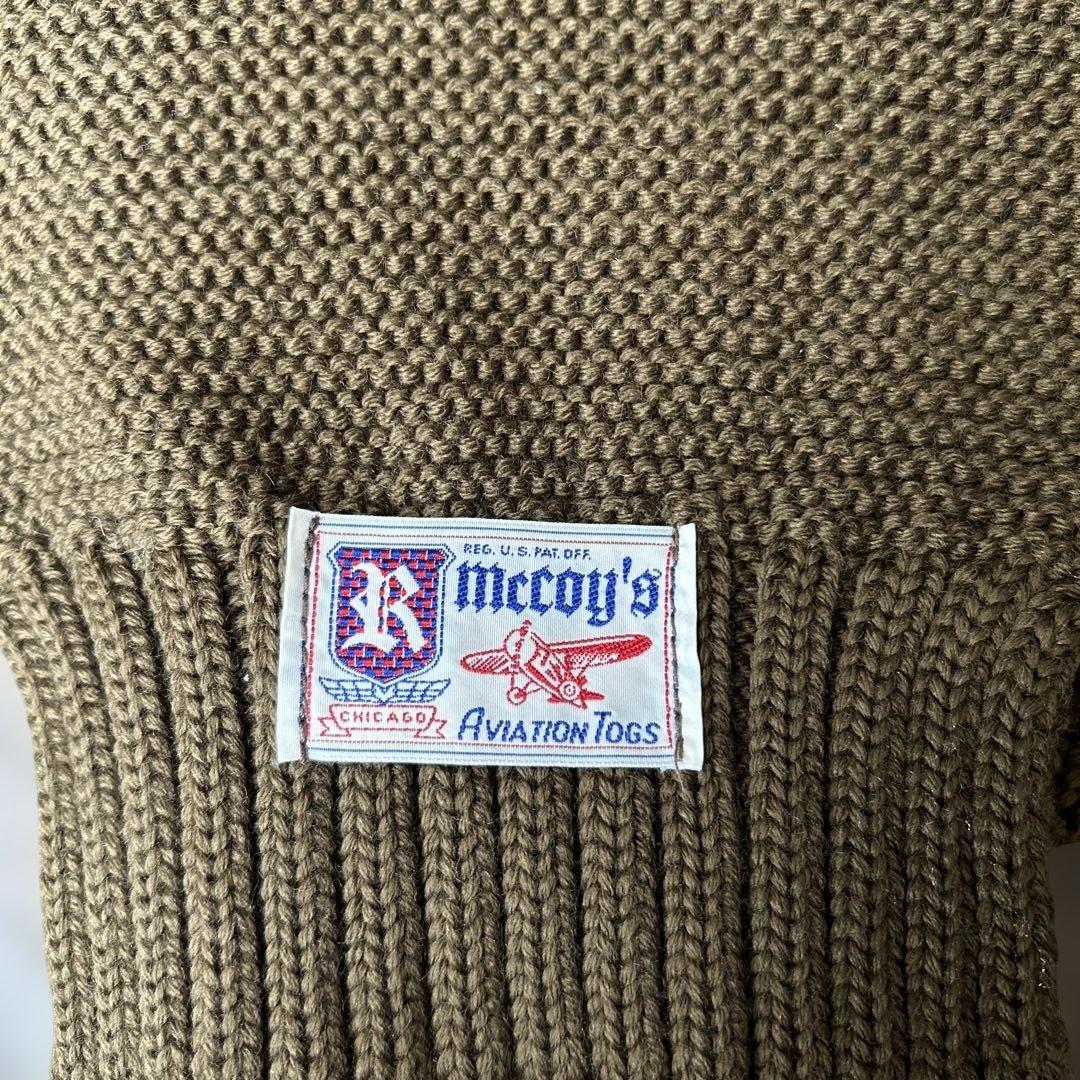 R
CHICAGO
REG. U. S. PAT. OFF.
McCoy's
AVIATION TOGS